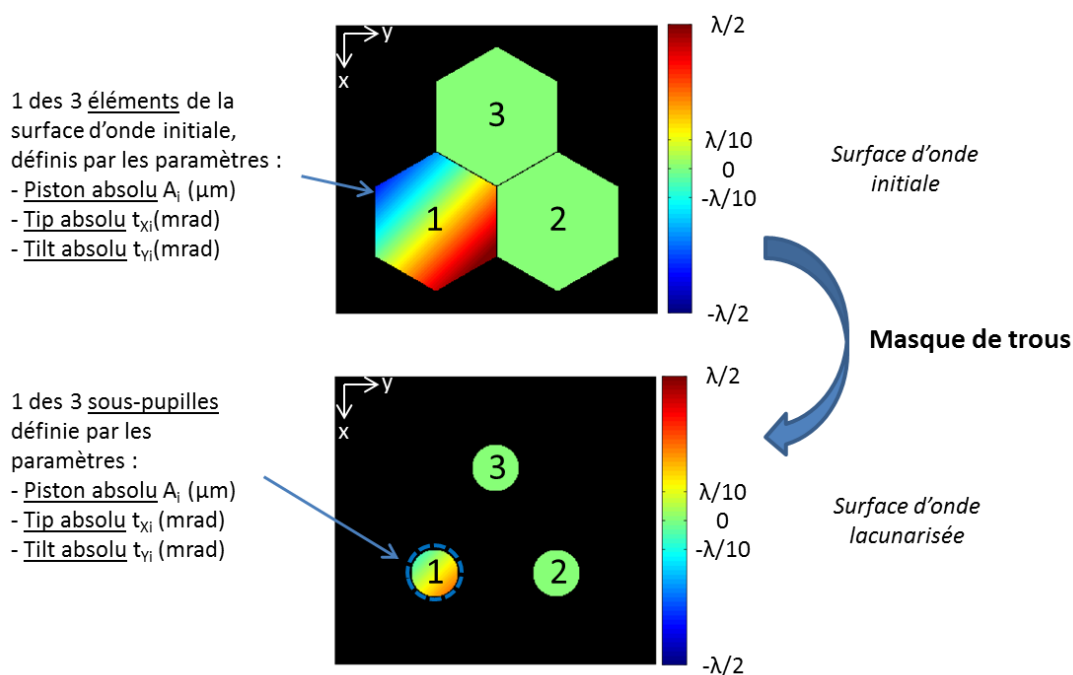 1 des 3 éléments de la
surface d'onde initiale,
définis par les paramètres :
- Piston absolu Ai (μm)
- Tip absolu tXi(mrad)
- Tilt absolu tYi(mrad)
y
x
3
1
2
λ/2
λ/10
0
-λ/10
-λ/2
Surface d'onde
initiale
Masque de trous
1 des 3 sous-pupilles
définie par les
paramètres :
- Piston absolu Ai (μm)
- Tip absolu tXi (mrad)
- Tilt absolu tYi (mrad)
y
x
3
1
2
λ/2
λ/10
0
-λ/10
-λ/2
Surface d'onde
lacunarisée